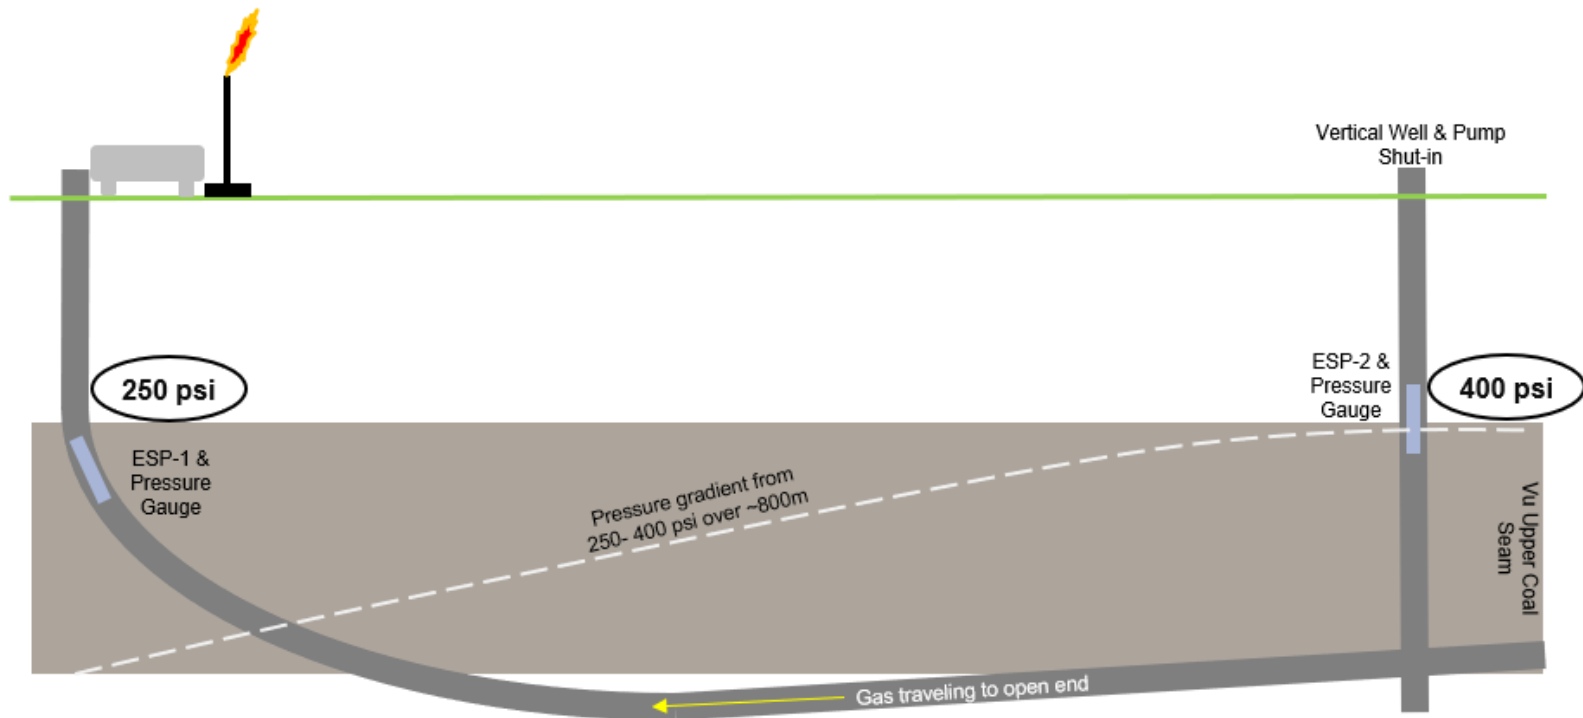 Vertical Well & Pump
Shut-in
250 psi
ESP-2 &
Pressure
Gauge
400 psi
ESP-1 &
Pressure
Gauge
Pressure gradient from
250- 400 psi over ~800m
Vu Upper Coal
Seam
Gas traveling to open end